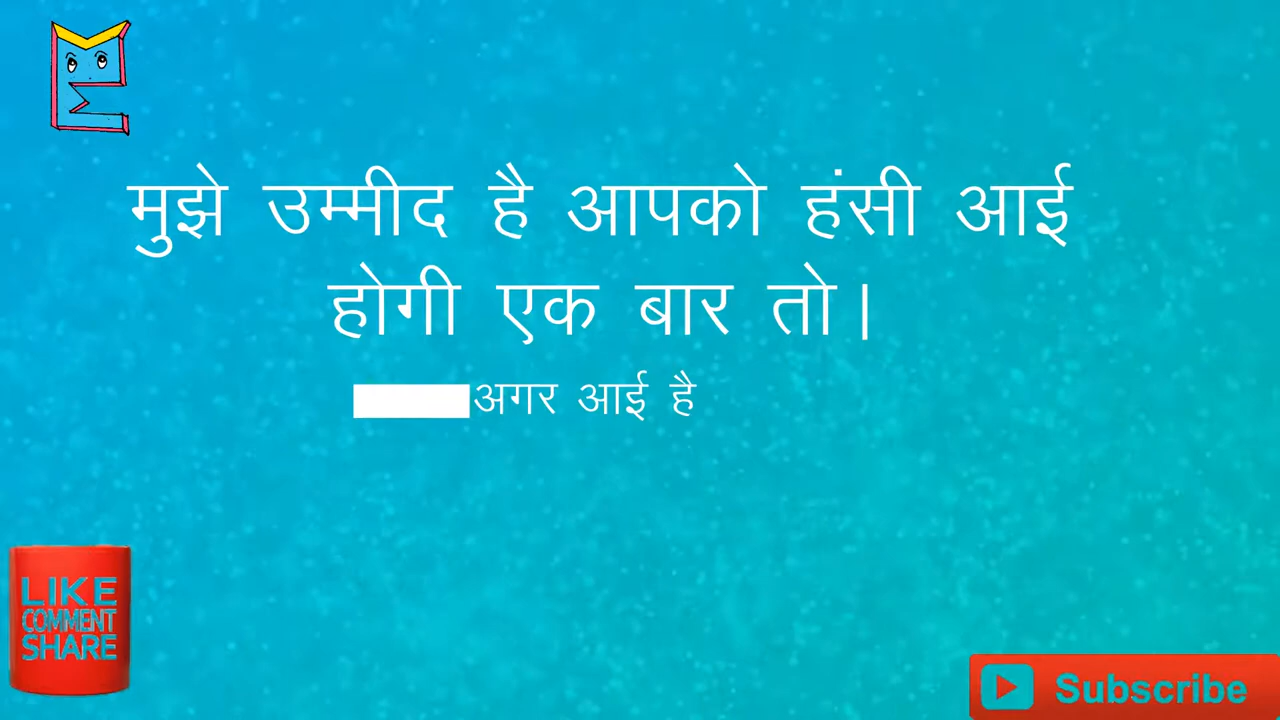 मुझे उम्मीद है आपको हंसी आई
होगी एक बार तो।
अगर आई है
LIKE
COMMENT
SHARE
Subscribe